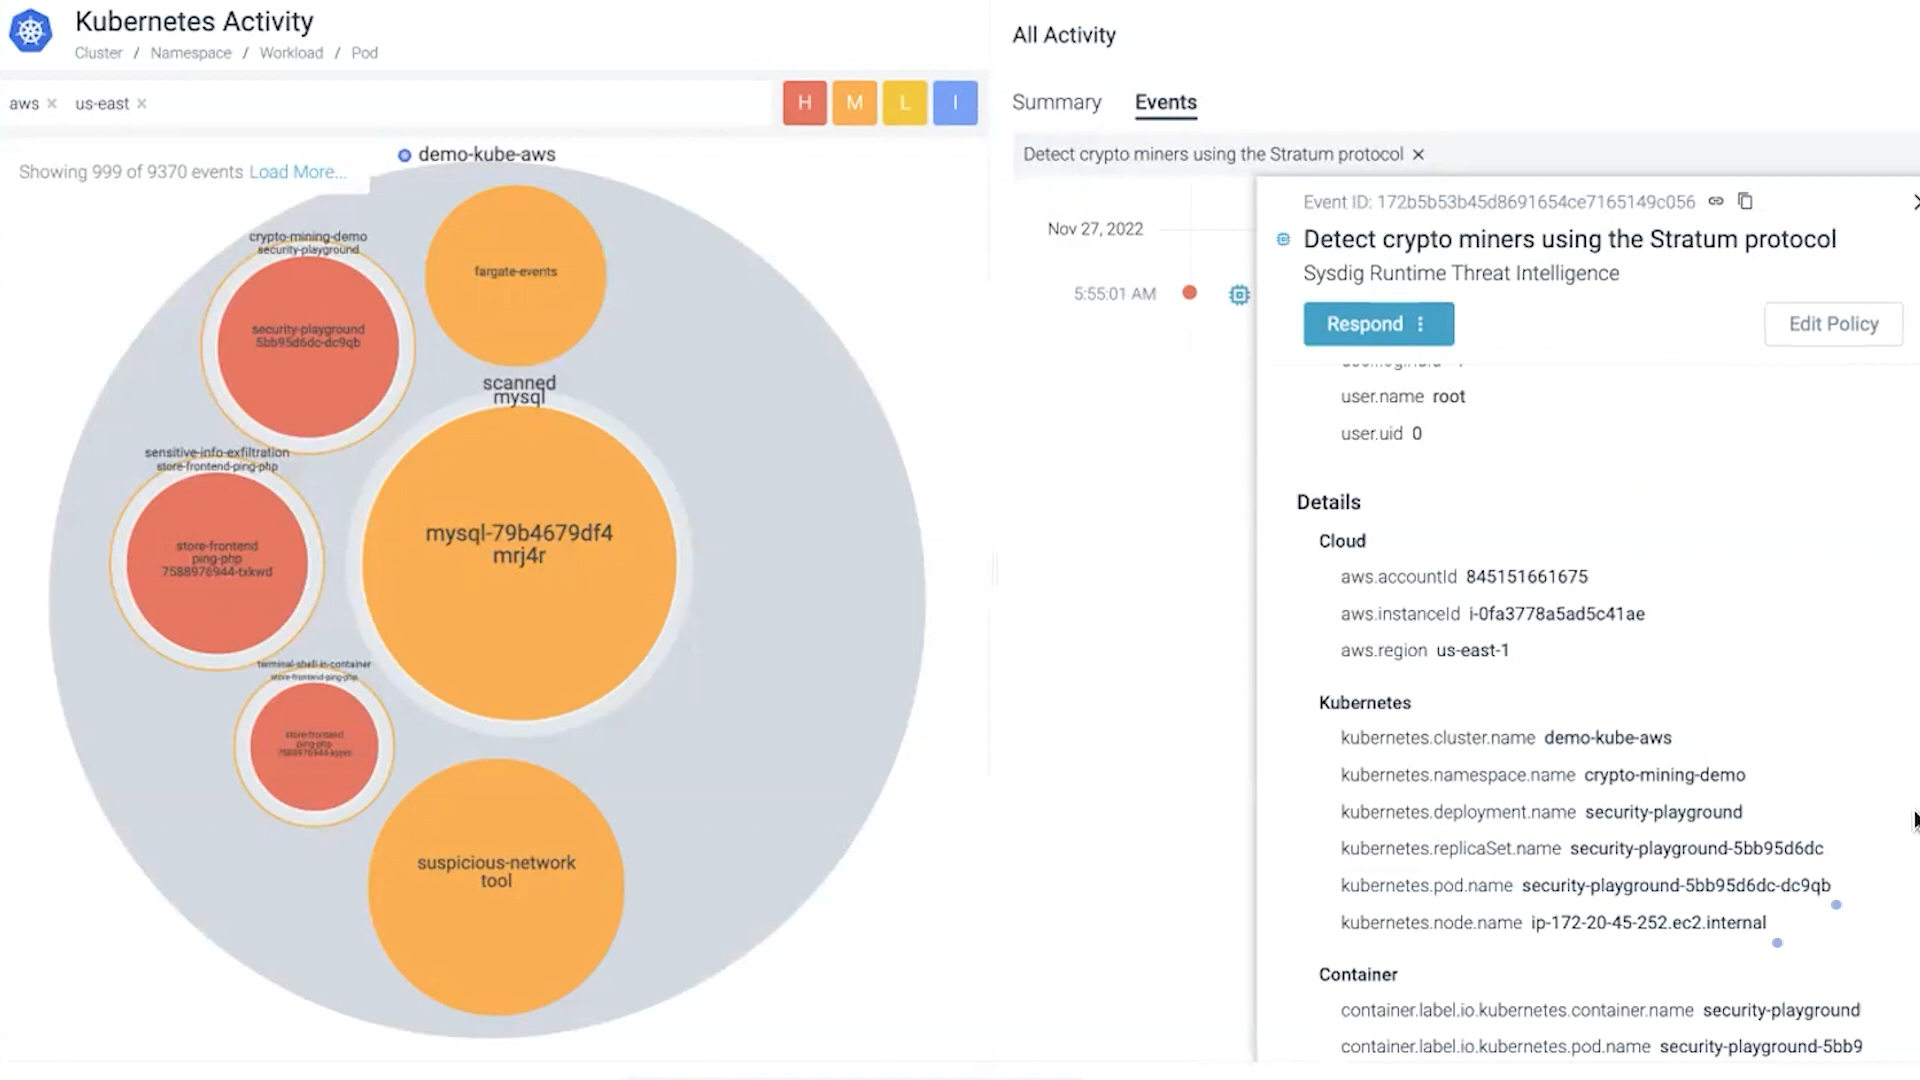 Kubernetes Activity
Cluster / Namespace / Workload / Pod
aws × us-east ×
H M L I
Showing 999 of 9370 events Load More...
demo-kube-aws
crypto-mining-demo
security-playground
security-playground
5bb95d6dc-dc9qb
fargate-events
scanned
mysql
mysql-79b4679df4
mrj4r
sensitive-info-exfiltration
store-frontend-ping-php
store-frontend
ping-php
7588976944-txkwd
terminal-shell-in-container
store-frontend-ping-php
store-frontend
ping-php
suspicious-network
tool
All Activity
Summary Events
Detect crypto miners using the Stratum protocol ×
Nov 27, 2022
5:55:01 AM
Event ID: 172b5b53b45d8691654ce7165149c056
Detect crypto miners using the Stratum protocol
Sysdig Runtime Threat Intelligence
Respond
Edit Policy
user.name root
user.uid 0
Details
Cloud
aws.accountId 845151661675
aws.instanceId i-0fa3778a5ad5c41ae
aws.region us-east-1
Kubernetes
kubernetes.cluster.name demo-kube-aws
kubernetes.namespace.name crypto-mining-demo
kubernetes.deployment.name security-playground
kubernetes.replicaSet.name security-playground-5bb95d6dc
kubernetes.pod.name security-playground-5bb95d6dc-dc9qb
kubernetes.node.name ip-172-20-45-252.ec2.internal
Container
container.label.io.kubernetes.container.name security-playground
container.label.io.kubernetes.pod.name security-playground-5bb9